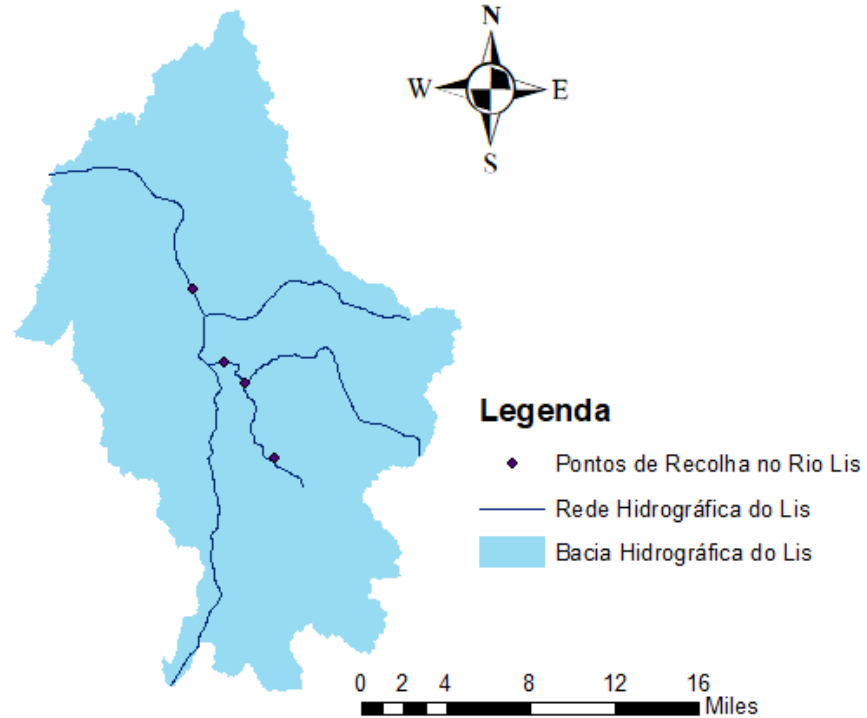 N
W E
S
Legenda
Pontos de Recolha no Rio Lis
Rede Hidrográfica do Lis
Bacia Hidrográfica do Lis
0 2 4 8 12 16
Miles